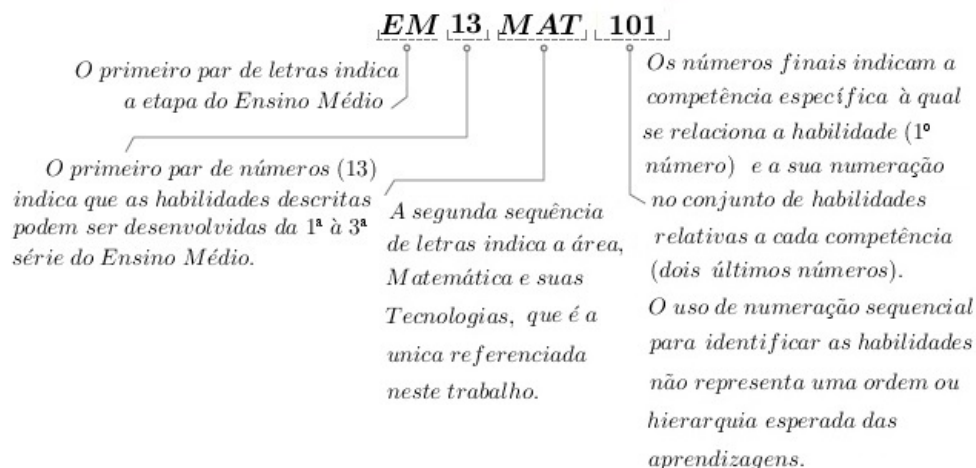 EM 13 MAT 101
O primeiro par de letras indica
a etapa do Ensino Médio
O primeiro par de números (13)
indica que as habilidades descritas
podem ser desenvolvidas da 1ª à 3ª
série do Ensino Médio.
A segunda sequência
de letras indica a área,
Matemática e suas
Tecnologias, que é a
unica referenciada
neste trabalho.
Os números finais indicam a
competência específica à qual
se relaciona a habilidade (1º
número) e a sua numeração
no conjunto de habilidades
relativas a cada competência
(dois últimos números).
O uso de numeração sequencial
para identificar as habilidades
não representa uma ordem ou
hierarquia esperada das
aprendizagens.